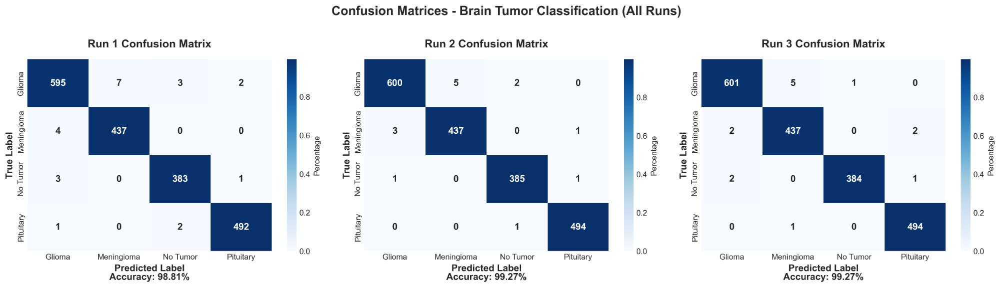 Confusion Matrices - Brain Tumor Classification (All Runs)
Run 1 Confusion Matrix
True Label
Glioma 595 7 3 2
Meningioma 4 437 0 0
No Tumor 3 0 383 1
Pituitary 1 0 2 492
Glioma Meningioma No Tumor Pituitary
Predicted Label
Accuracy: 98.81%
0.8
0.6
0.4
0.2
0.0
Percentage
Run 2 Confusion Matrix
True Label
Glioma 600 5 2 0
Meningioma 3 437 0 1
No Tumor 1 0 385 1
Pituitary 0 0 1 494
Glioma Meningioma No Tumor Pituitary
Predicted Label
Accuracy: 99.27%
0.8
0.6
0.4
0.2
0.0
Percentage
Run 3 Confusion Matrix
True Label
Glioma 601 5 1 0
Meningioma 2 437 0 2
No Tumor 2 0 384 1
Pituitary 0 1 0 494
Glioma Meningioma No Tumor Pituitary
Predicted Label
Accuracy: 99.27%
0.8
0.6
0.4
0.2
0.0
Percentage